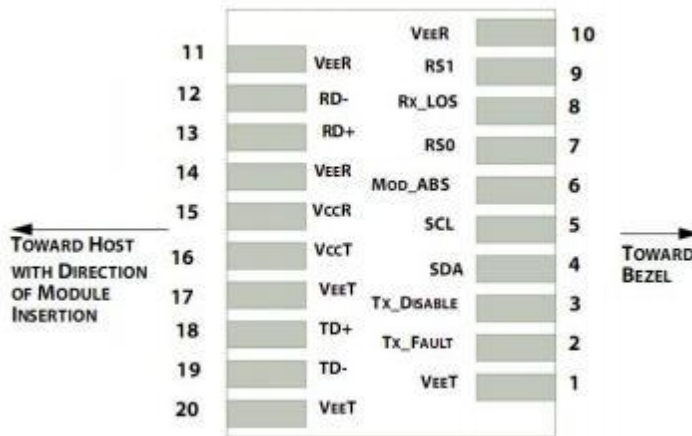 11 VEER
12 RD-
13 RD+
14 VEER
15 VCCR
16 VCCT
17 VEET
18 TD+
19 TD-
20 VEET
TOWARD HOST
WITH DIRECTION
OF MODULE
INSERTION
VEER 10
RS1 9
RX_LOS 8
RS0 7
MOD_ABS 6
SCL 5
SDA 4
TX_DISABLE 3
TX_FAULT 2
VEET 1
TOWARD
BEZEL